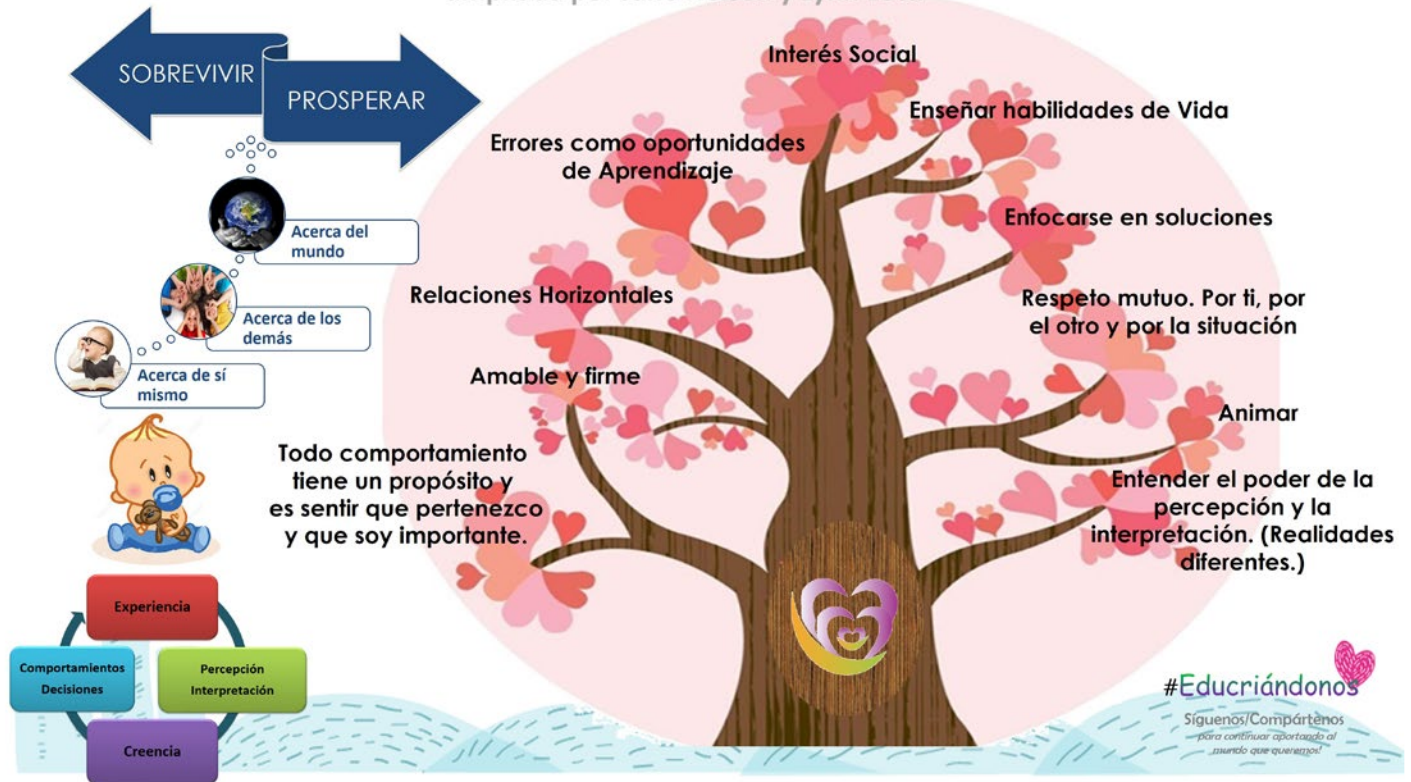 SOBREVIVIR
PROSPERAR
Acerca del
mundo
Acerca de los
demás
Acerca de sí
mismo
Interés Social
Enseñar habilidades de Vida
Errores como oportunidades
de Aprendizaje
Enfocarse en soluciones
Relaciones Horizontales
Respeto mutuo. Por ti, por
el otro y por la situación
Amable y firme
Animar
Todo comportamiento
tiene un propósito y
es sentir que pertenezco
y que soy importante.
Entender el poder de la
percepción y la
interpretación. (Realidades
diferentes.)
Experiencia
Percepción
Interpretación
Creencia
Comportamientos
Decisiones
#Educriándonos
Síguenos/Compártenos
para continuar aportando al
mundo que queremos!